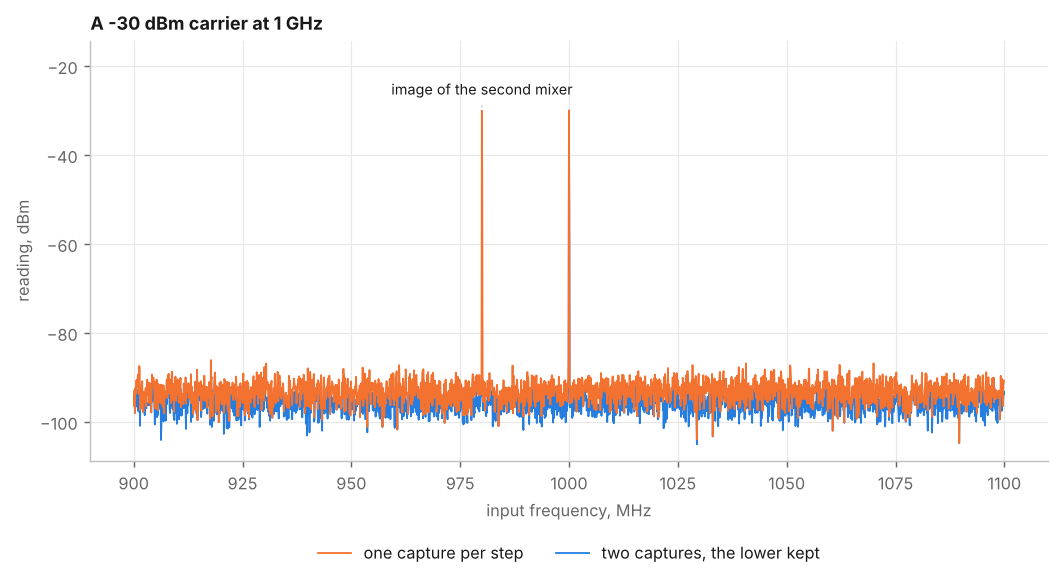 A -30 dBm carrier at 1 GHz
image of the second mixer
reading, dBm
−20
−40
−60
−80
−100
900
925
950
975
1000
1025
1050
1075
1100
input frequency, MHz
one capture per step
two captures, the lower kept